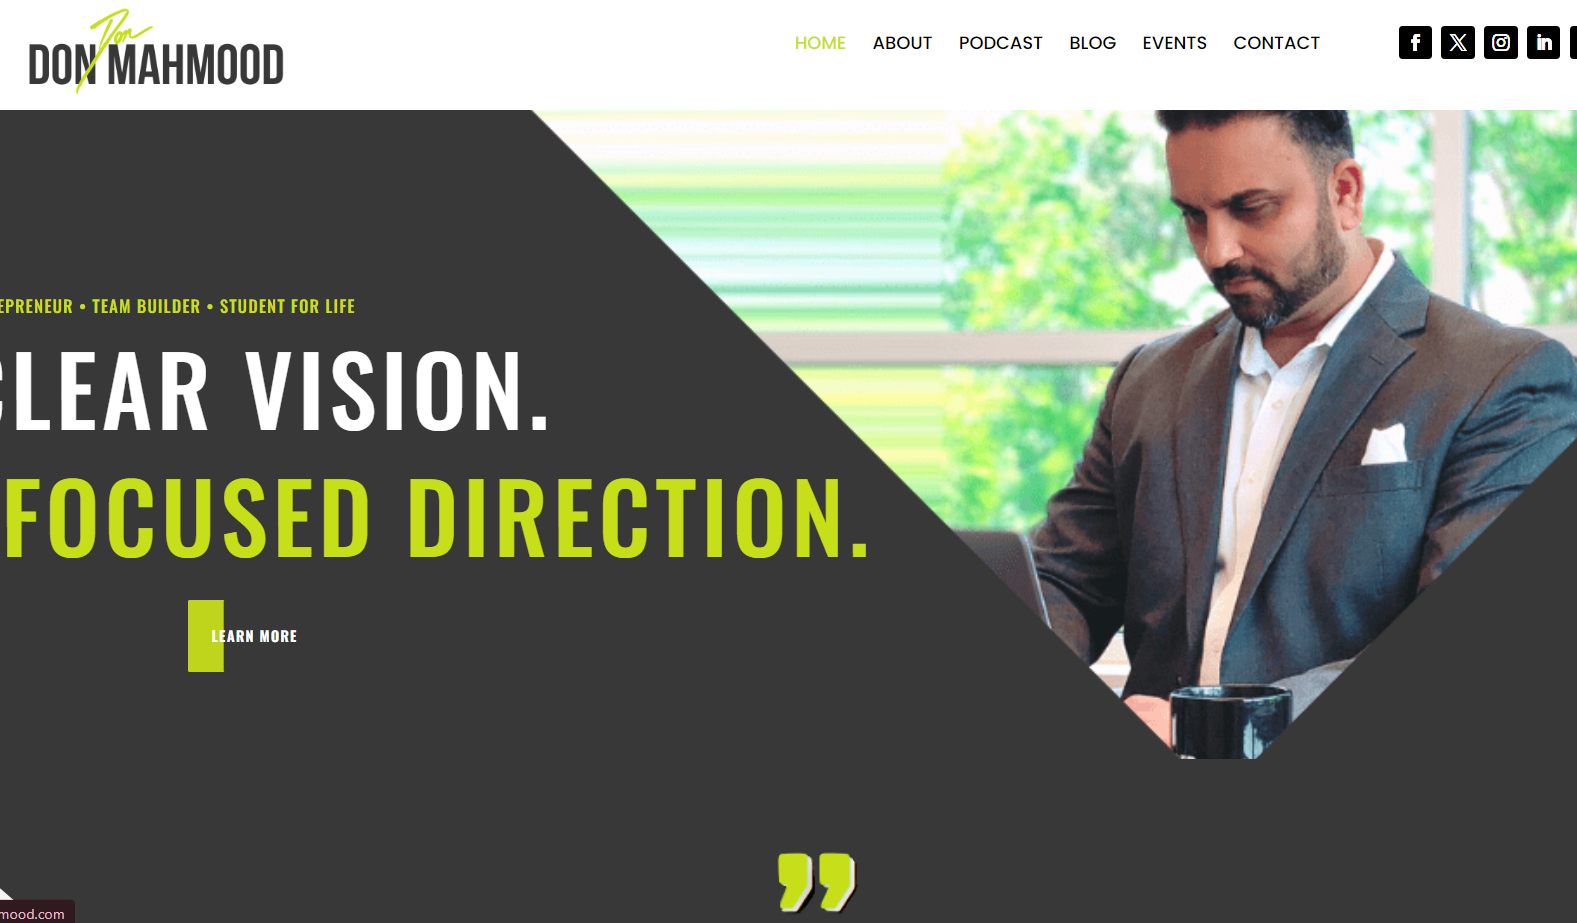 Don
DON MAHMOOD
HOME ABOUT PODCAST BLOG EVENTS CONTACT
EPRENEUR • TEAM BUILDER • STUDENT FOR LIFE
CLEAR VISION.
FOCUSED DIRECTION.
LEARN MORE
”
mood.com